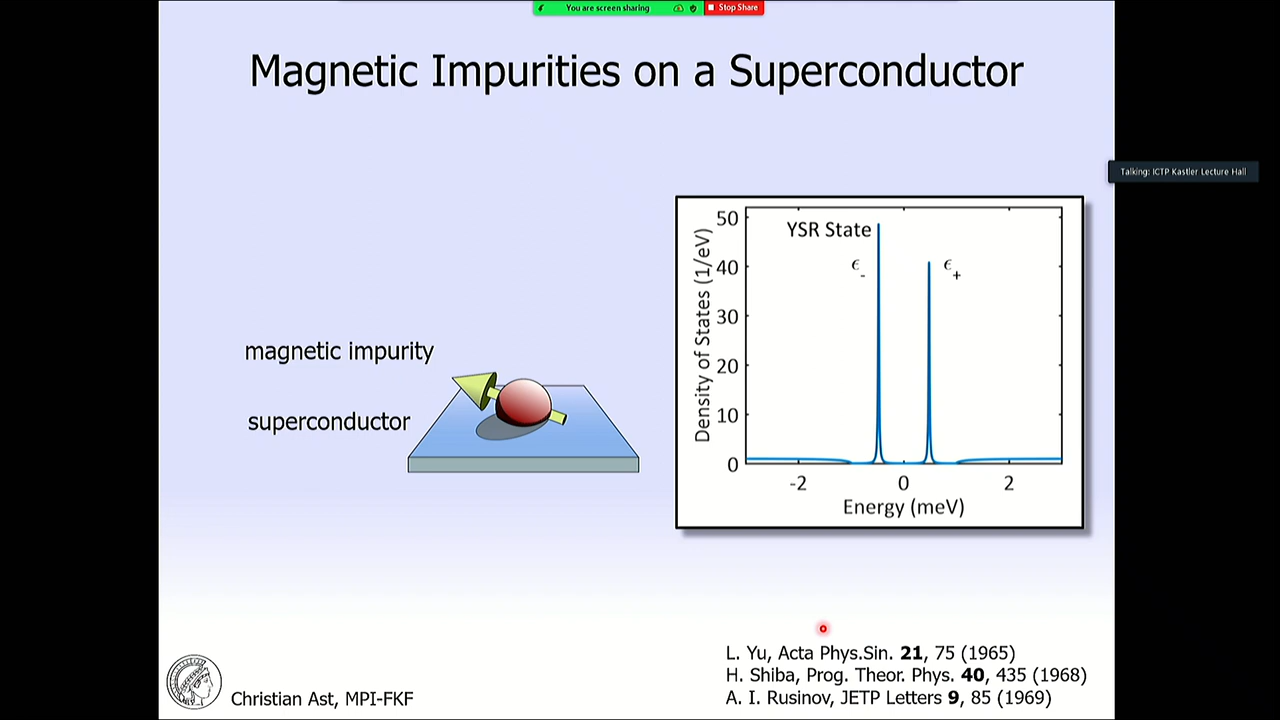 You are screen sharing
Stop Share
Magnetic Impurities on a Superconductor
Talking: ICTP Kastler Lecture Hall
magnetic impurity
superconductor
YSR State
ϵ-
ϵ+
50
40
30
20
10
0
Density of States (1/eV)
-2 0 2
Energy (meV)
L. Yu, Acta Phys.Sin. 21, 75 (1965)
H. Shiba, Prog. Theor. Phys. 40, 435 (1968)
A. I. Rusinov, JETP Letters 9, 85 (1969)
Christian Ast, MPI-FKF